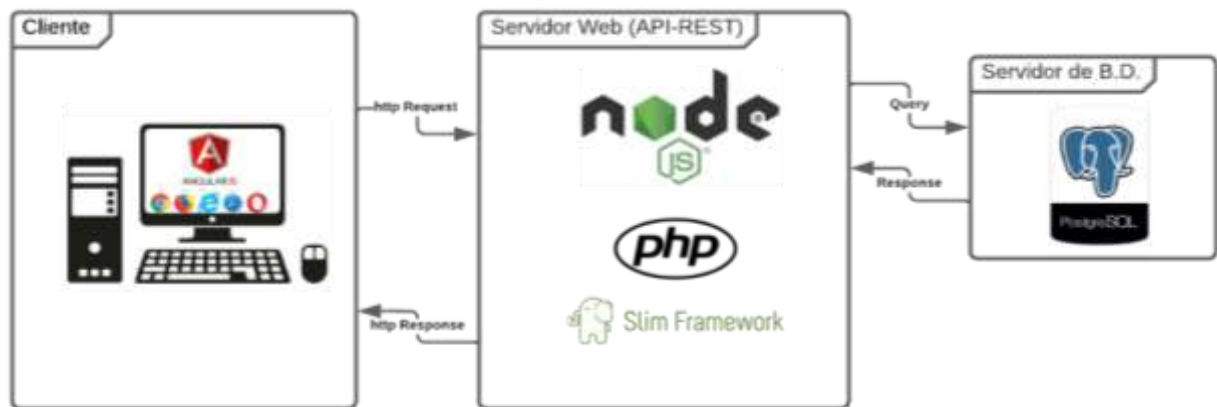 Cliente
Servidor Web (API-REST)
Servidor de B.D.
http Request
Query
Response
http Response
ANGULARJS
node
JS
php
Slim Framework
PostgreSQL